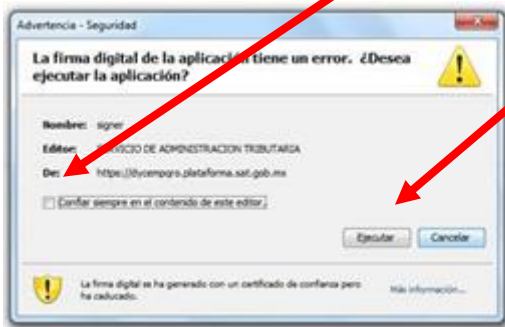 Advertencia - Seguridad
La firma digital de la aplicación tiene un error. ¿Desea
ejecutar la aplicación?
Nombre: signer
Editor: SERVICIO DE ADMINISTRACION TRIBUTARIA
De: https://dycempqro.plataforma.sat.gob.mx
Confiar siempre en el contenido de este editor.
Ejecutar Cancelar
La firma digital se ha generado con un certificado de confianza pero
ha caducado.
Más información...